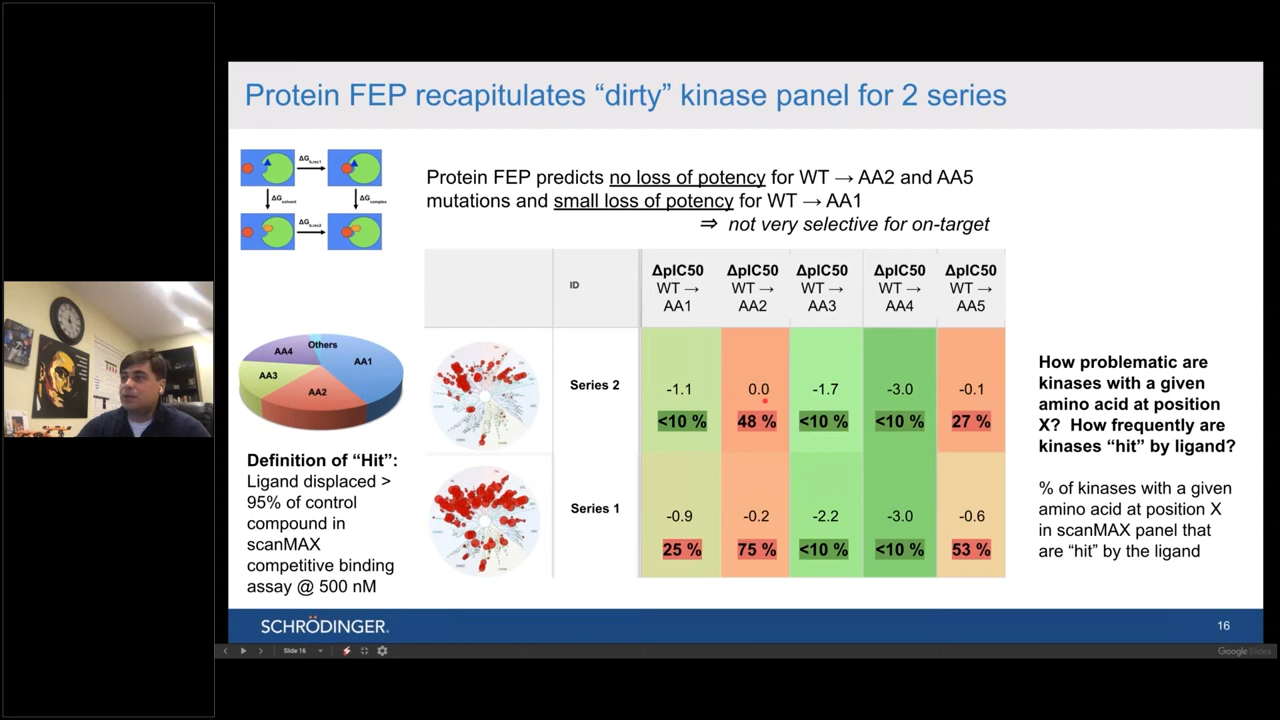 Protein FEP recapitulates “dirty” kinase panel for 2 series
Protein FEP predicts no loss of potency for WT → AA2 and AA5
mutations and small loss of potency for WT → AA1
⇒ not very selective for on-target
ΔG
ΔG
ΔG
ΔG
solvent
complex
AA4
Others
AA1
AA3
AA2
Definition of “Hit”:
Ligand displaced >
95% of control
compound in
scanMAX
competitive binding
assay @ 500 nM
ID
ΔpIC50
WT →
AA1
ΔpIC50
WT →
AA2
ΔpIC50
WT →
AA3
ΔpIC50
WT →
AA4
ΔpIC50
WT →
AA5
Series 2
-1.1
0.0
-1.7
-3.0
-0.1
<10 %
48 %
<10 %
<10 %
27 %
Series 1
-0.9
-0.2
-2.2
-3.0
-0.6
25 %
75 %
<10 %
<10 %
53 %
How problematic are
kinases with a given
amino acid at position
X? How frequently are
kinases “hit” by ligand?
% of kinases with a given
amino acid at position X
in scanMAX panel that
are “hit” by the ligand
SCHRÖDINGER.
16
Slide 16
Google Slides